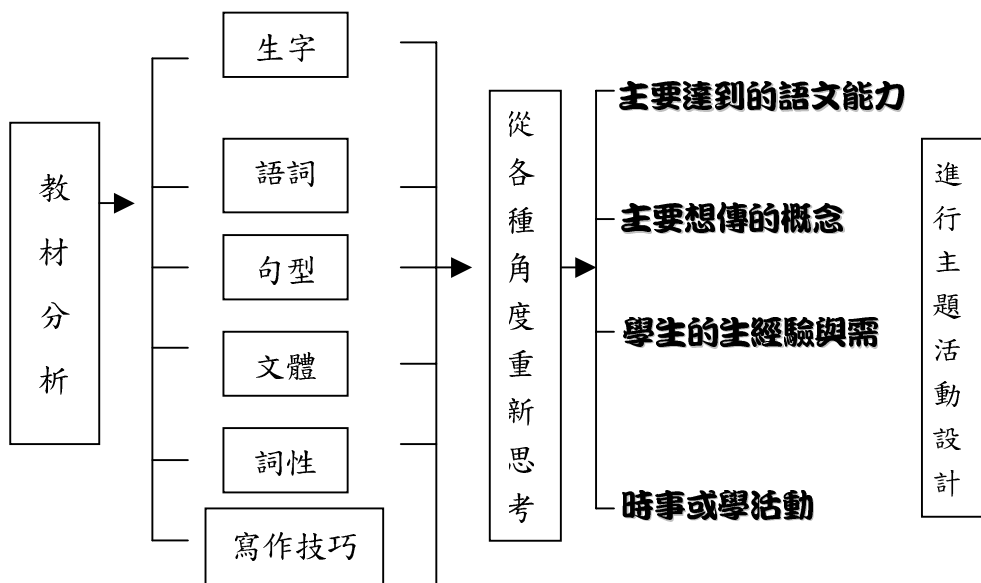 教材分析
生字
語詞
句型
文體
詞性
寫作技巧
從各種角度重新思考
主要達到的語文能力
主要想傳的概念
學生的生經驗與需
時事或學活動
進行主題活動設計